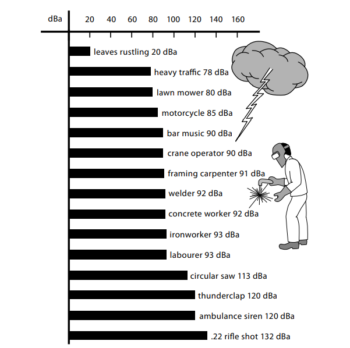 dBa 20 40 60 80 100 120 140 160
leaves rustling 20 dBa
heavy traffic 78 dBa
lawn mower 80 dBa
motorcycle 85 dBa
bar music 90 dBa
crane operator 90 dBa
framing carpenter 91 dBa
welder 92 dBa
concrete worker 92 dBa
ironworker 93 dBa
labourer 93 dBa
circular saw 113 dBa
thunderclap 120 dBa
ambulance siren 120 dBa
.22 rifle shot 132 dBa